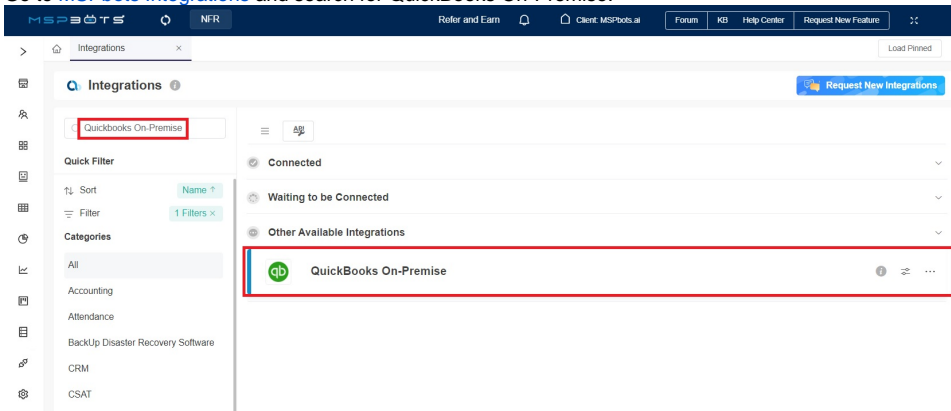 Go to MSPbots Integrations and search for QuickBooks On-Premise.
MSPBOTS NFR Refer and Earn Client: MSPbots.ai Forum KB Help Center Request New Feature
Integrations × Load Pinned
Integrations Request New Integrations
Quickbooks On-Premise
API
Quick Filter
Connected
Sort Name ↑
Waiting to be Connected
Filter 1 Filters ×
Categories
Other Available Integrations
All
QuickBooks On-Premise
Accounting
Attendance
BackUp Disaster Recovery Software
CRM
CSAT